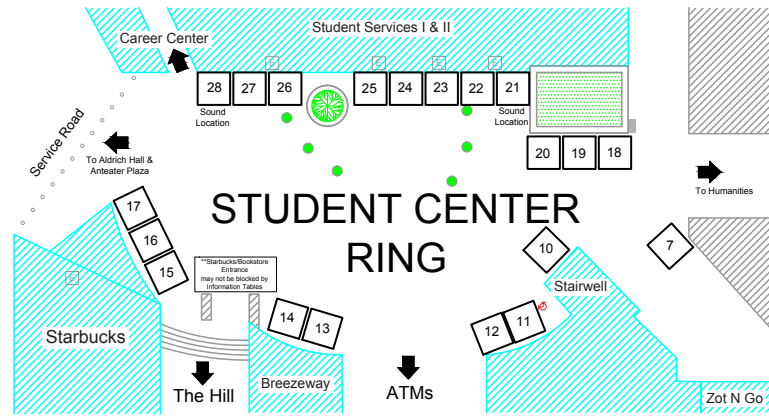 Student Services I & II
Career Center
E
E
E
E
28
27
26
25
24
23
22
21
Sound
Location
Sound
Location
Service Road
To Aldrich Hall &
Anteater Plaza
20
19
18
To Humanities
17
16
15
STUDENT CENTER
RING
10
7
**Starbucks/Bookstore
Entrance
may not be blocked by
Information Tables
E
Stairwell
14
13
12
11
Starbucks
The Hill
Breezeway
ATMs
Zot N Go